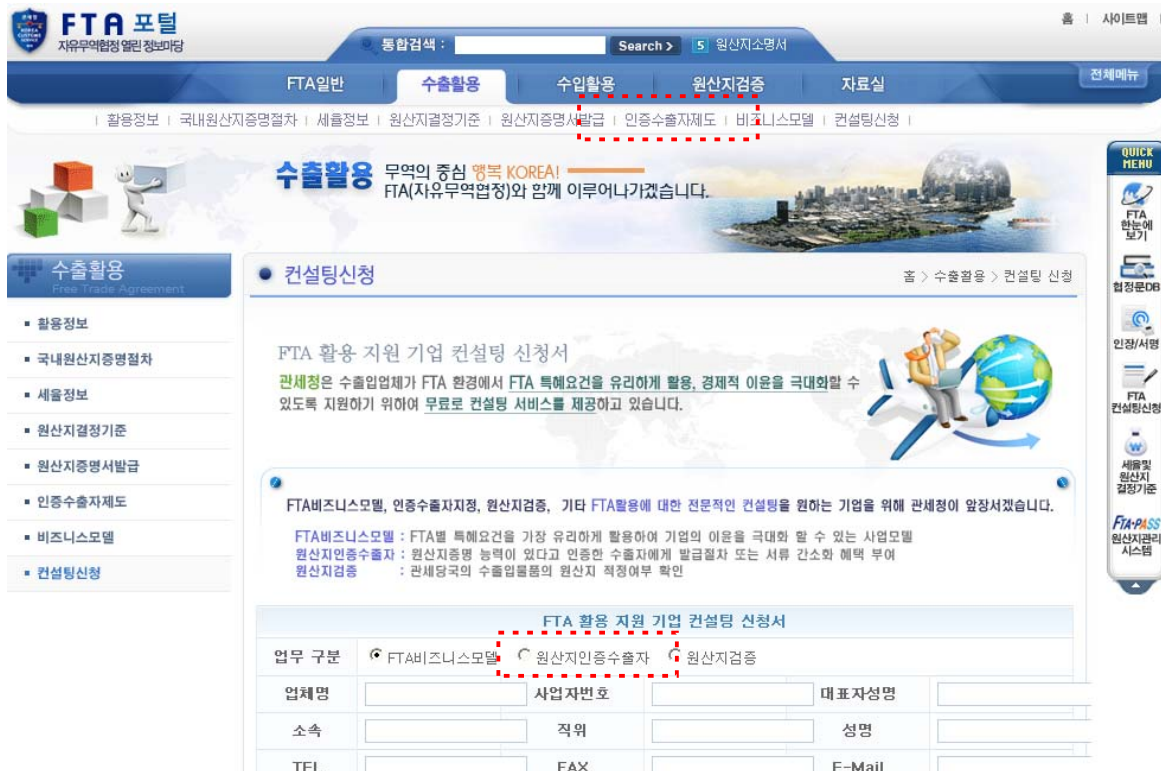 FTA 포털
자유무역협정 열린 정보마당
홈 | 사이트맵 |
통합검색 : Search > 5 원산지소명서
FTA일반 수출활용 수입활용 원산지검증 자료실 전체메뉴
| 활용정보 | 국내원산지증명절차 | 세율정보 | 원산지결정기준 | 원산지증명서발급 | 인증수출자제도 | 비즈니스모델 | 컨설팅신청 |
수출활용 무역의 중심 행복 KOREA!
FTA(자유무역협정)와 함께 이루어나가겠습니다.
QUICK MENU
FTA
한눈에
보기
협정문DB
인장/서명
FTA
컨설팅신청
세율및
원산지
결정기준
FTA-PASS
원산지관리
시스템
수출활용
Free Trade Agreement
활용정보
국내원산지증명절차
세율정보
원산지결정기준
원산지증명서발급
인증수출자제도
비즈니스모델
컨설팅신청
컨설팅신청 홈 > 수출활용 > 컨설팅 신청
FTA 활용 지원 기업 컨설팅 신청서
관세청은 수출입업체가 FTA 환경에서 FTA 특혜요건을 유리하게 활용, 경제적 이윤을 극대화할 수
있도록 지원하기 위하여 무료로 컨설팅 서비스를 제공하고 있습니다.
FTA비즈니스모델, 인증수출자지정, 원산지검증, 기타 FTA활용에 대한 전문적인 컨설팅을 원하는 기업을 위해 관세청이 앞장서겠습니다.
FTA비즈니스모델 : FTA별 특혜요건을 가장 유리하게 활용하여 기업의 이윤을 극대화 할 수 있는 사업모델
원산지인증수출자 : 원산지증명 능력이 있다고 인증한 수출자에게 발급절차 또는 서류 간소화 혜택 부여
원산지검증 : 관세당국의 수출입물품의 원산지 적정여부 확인
FTA 활용 지원 기업 컨설팅 신청서
업무 구분 FTA비즈니스모델 원산지인증수출자 원산지검증
업체명 사업자번호 대표자성명
소속 직위 성명
TEL FAX E-Mail